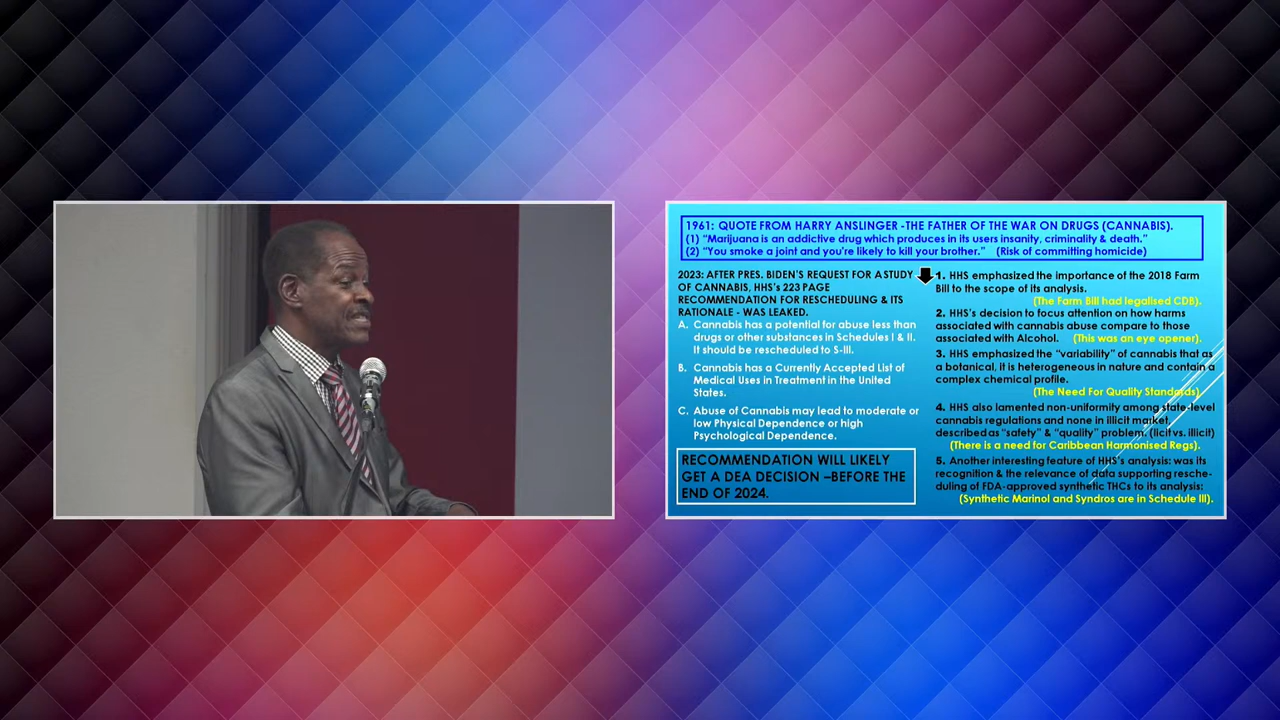 1961: QUOTE FROM HARRY ANSLINGER -THE FATHER OF THE WAR ON DRUGS (CANNABIS).
(1) "Marijuana is an addictive drug which produces in its users insanity, criminality & death."
(2) "You smoke a joint and you're likely to kill your brother." (Risk of committing homicide)
2023: AFTER PRES. BIDEN'S REQUEST FOR A STUDY
OF CANNABIS, HHS's 223 PAGE
RECOMMENDATION FOR RESCHEDULING & ITS
RATIONALE - WAS LEAKED.
A. Cannabis has a potential for abuse less than
drugs or other substances in Schedules I & II.
It should be rescheduled to S-III.
B. Cannabis has a Currently Accepted List of
Medical Uses in Treatment in the United
States.
C. Abuse of Cannabis may lead to moderate or
low Physical Dependence or high
Psychological Dependence.
RECOMMENDATION WILL LIKELY
GET A DEA DECISION –BEFORE THE
END OF 2024.
1. HHS emphasized the importance of the 2018 Farm
Bill to the scope of its analysis.
(The Farm Bill had legalised CDB).
2. HHS's decision to focus attention on how harms
associated with cannabis abuse compare to those
associated with Alcohol. (This was an eye opener).
3. HHS emphasized the "variability" of cannabis that as
a botanical, it is heterogeneous in nature and contain a
complex chemical profile.
(The Need For Quality Standards)
4. HHS also lamented non-uniformity among state-level
cannabis regulations and none in illicit market,
described as "safety" & "quality" problem. (licit vs. illicit)
(There is a need for Caribbean Harmonised Regs).
5. Another interesting feature of HHS's analysis: was its
recognition & the relevance of data supporting resche-
duling of FDA-approved synthetic THCs to its analysis:
(Synthetic Marinol and Syndros are in Schedule III).